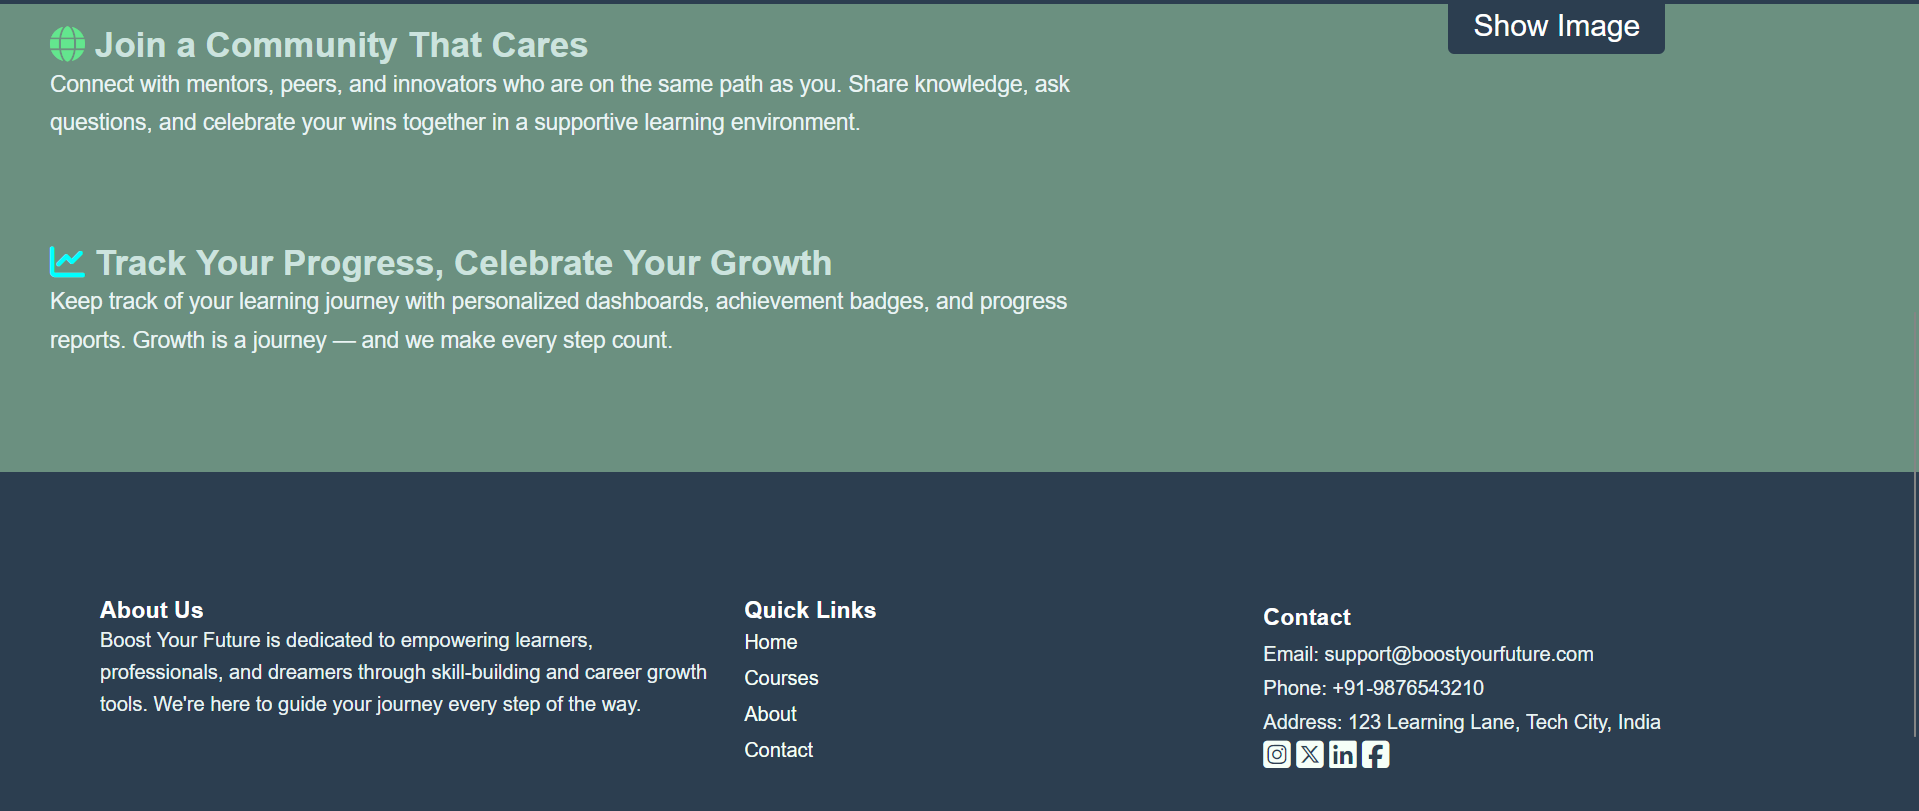 Show Image
Join a Community That Cares
Connect with mentors, peers, and innovators who are on the same path as you. Share knowledge, ask
questions, and celebrate your wins together in a supportive learning environment.
Track Your Progress, Celebrate Your Growth
Keep track of your learning journey with personalized dashboards, achievement badges, and progress
reports. Growth is a journey — and we make every step count.
About Us
Boost Your Future is dedicated to empowering learners,
professionals, and dreamers through skill-building and career growth
tools. We're here to guide your journey every step of the way.
Quick Links
Home
Courses
About
Contact
Contact
Email: support@boostyourfuture.com
Phone: +91-9876543210
Address: 123 Learning Lane, Tech City, India